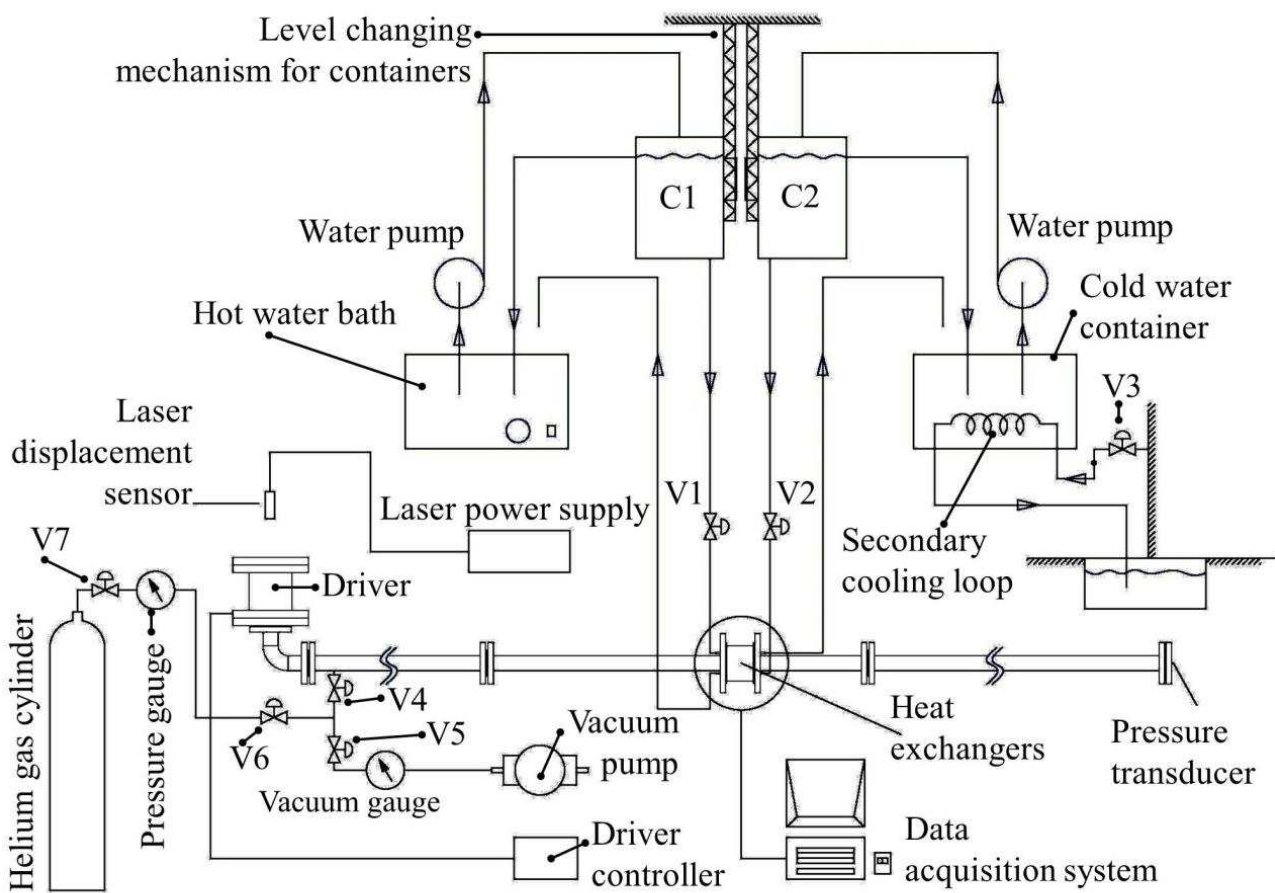 Level changing
mechanism for containers
C1
C2
Water pump
Water pump
Hot water bath
Cold water
container
V3
Laser
displacement
sensor
V1
V2
Laser power supply
Secondary
cooling loop
V7
Driver
Helium gas cylinder
Pressure gauge
V4
V6
V5
Vacuum
pump
Vacuum gauge
Heat
exchangers
Pressure
transducer
Driver
controller
Data
acquisition system